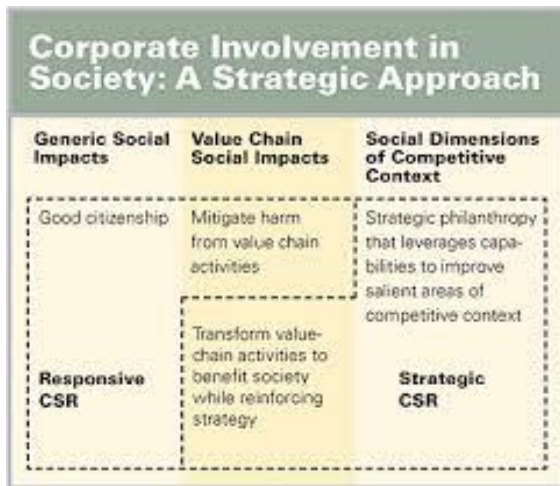 Corporate Involvement in
Society: A Strategic Approach
Generic Social
Impacts
Value Chain
Social Impacts
Social Dimensions
of Competitive
Context
Good citizenship
Mitigate harm
from value chain
activities
Strategic philanthropy
that leverages capa-
bilities to improve
salient areas of
competitive context
Transform value-
chain activities to
benefit society
while reinforcing
strategy
Responsive
CSR
Strategic
CSR